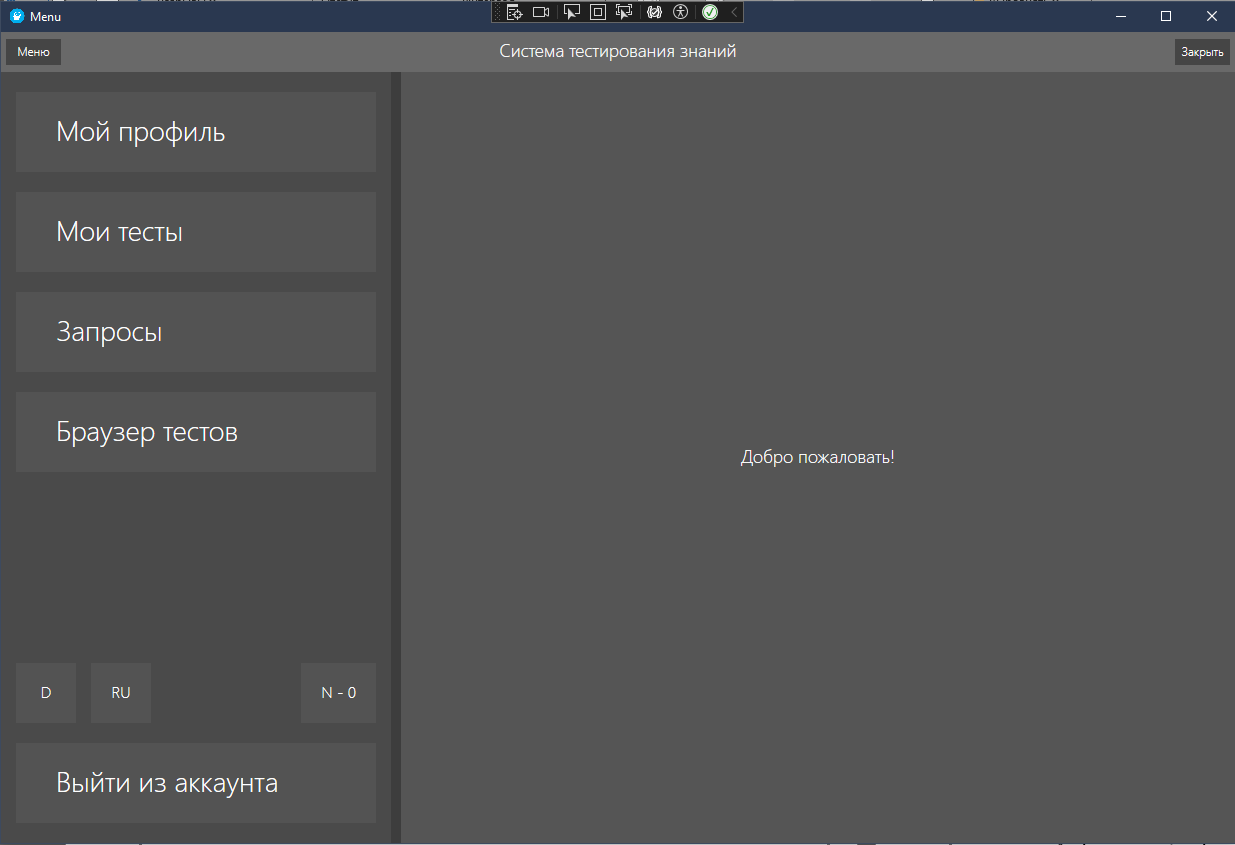 Menu
Меню
Система тестирования знаний
Закрыть
Мой профиль
Мои тесты
Запросы
Браузер тестов
Добро пожаловать!
D
RU
N - 0
Выйти из аккаунта